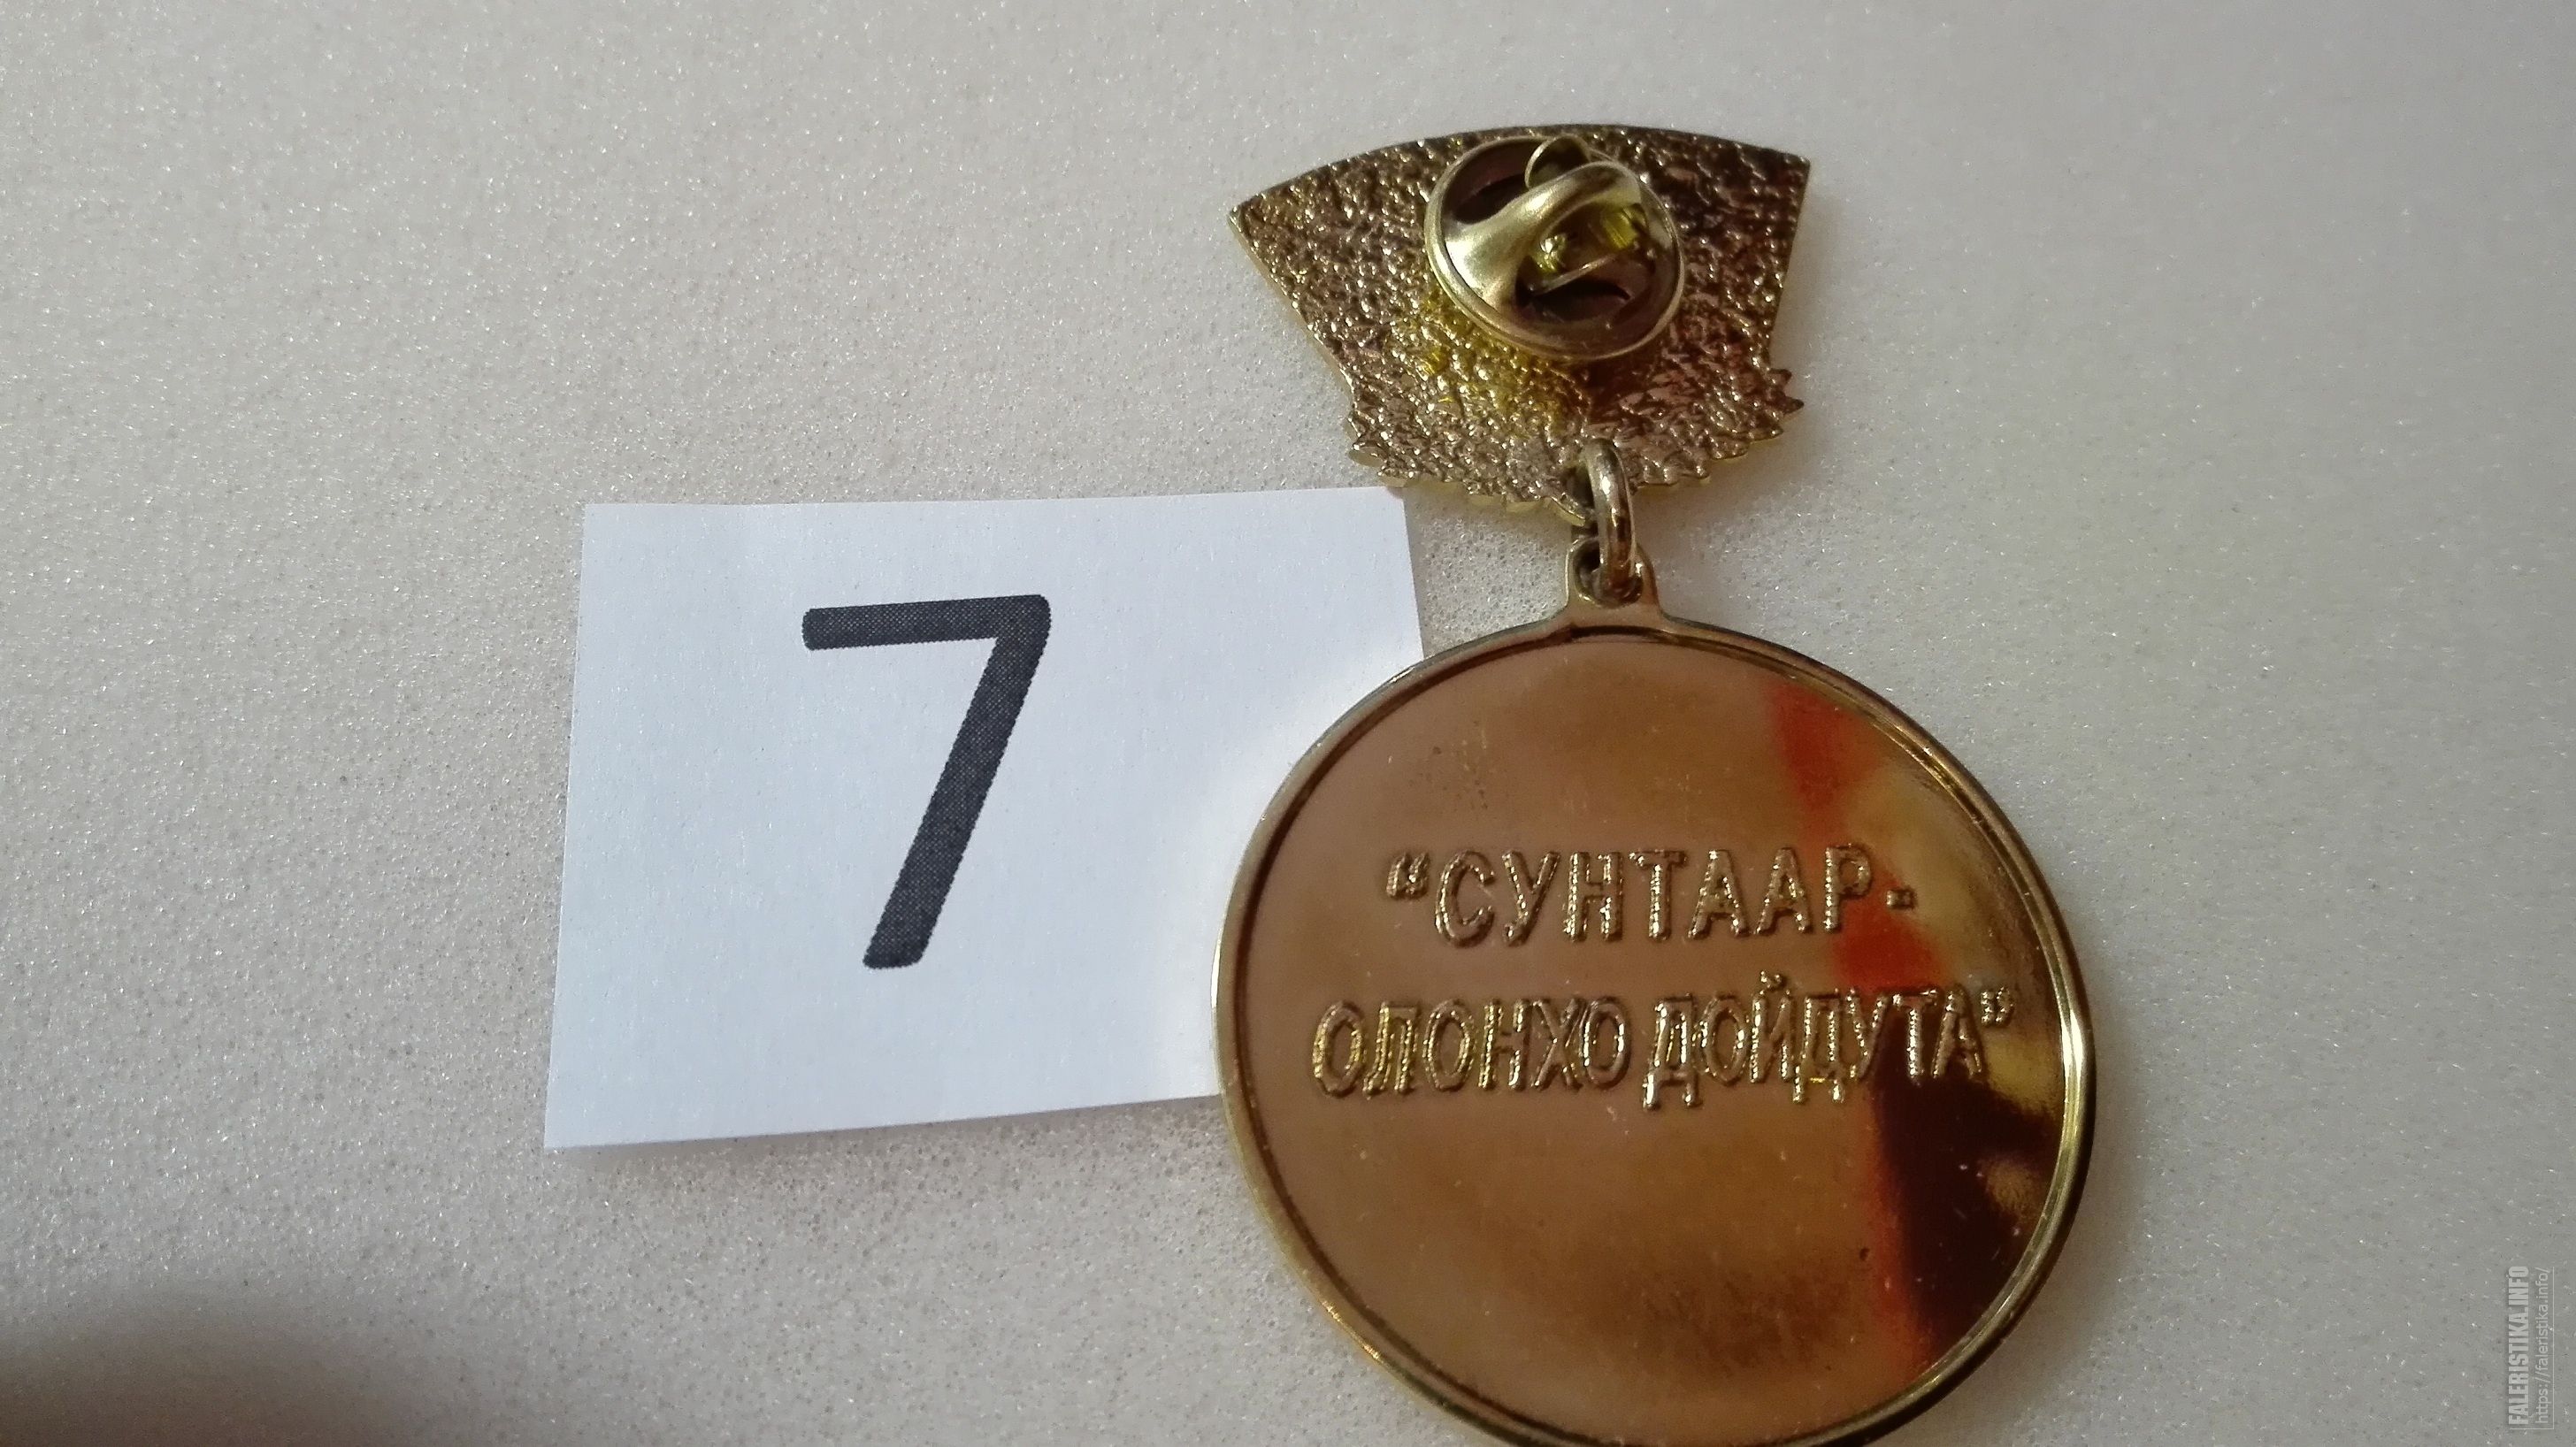 7
“СУНТААР-
ОЛОНХО ДОЙДУТА”
FALERISTIKA.INFO
https://faleristika.info/